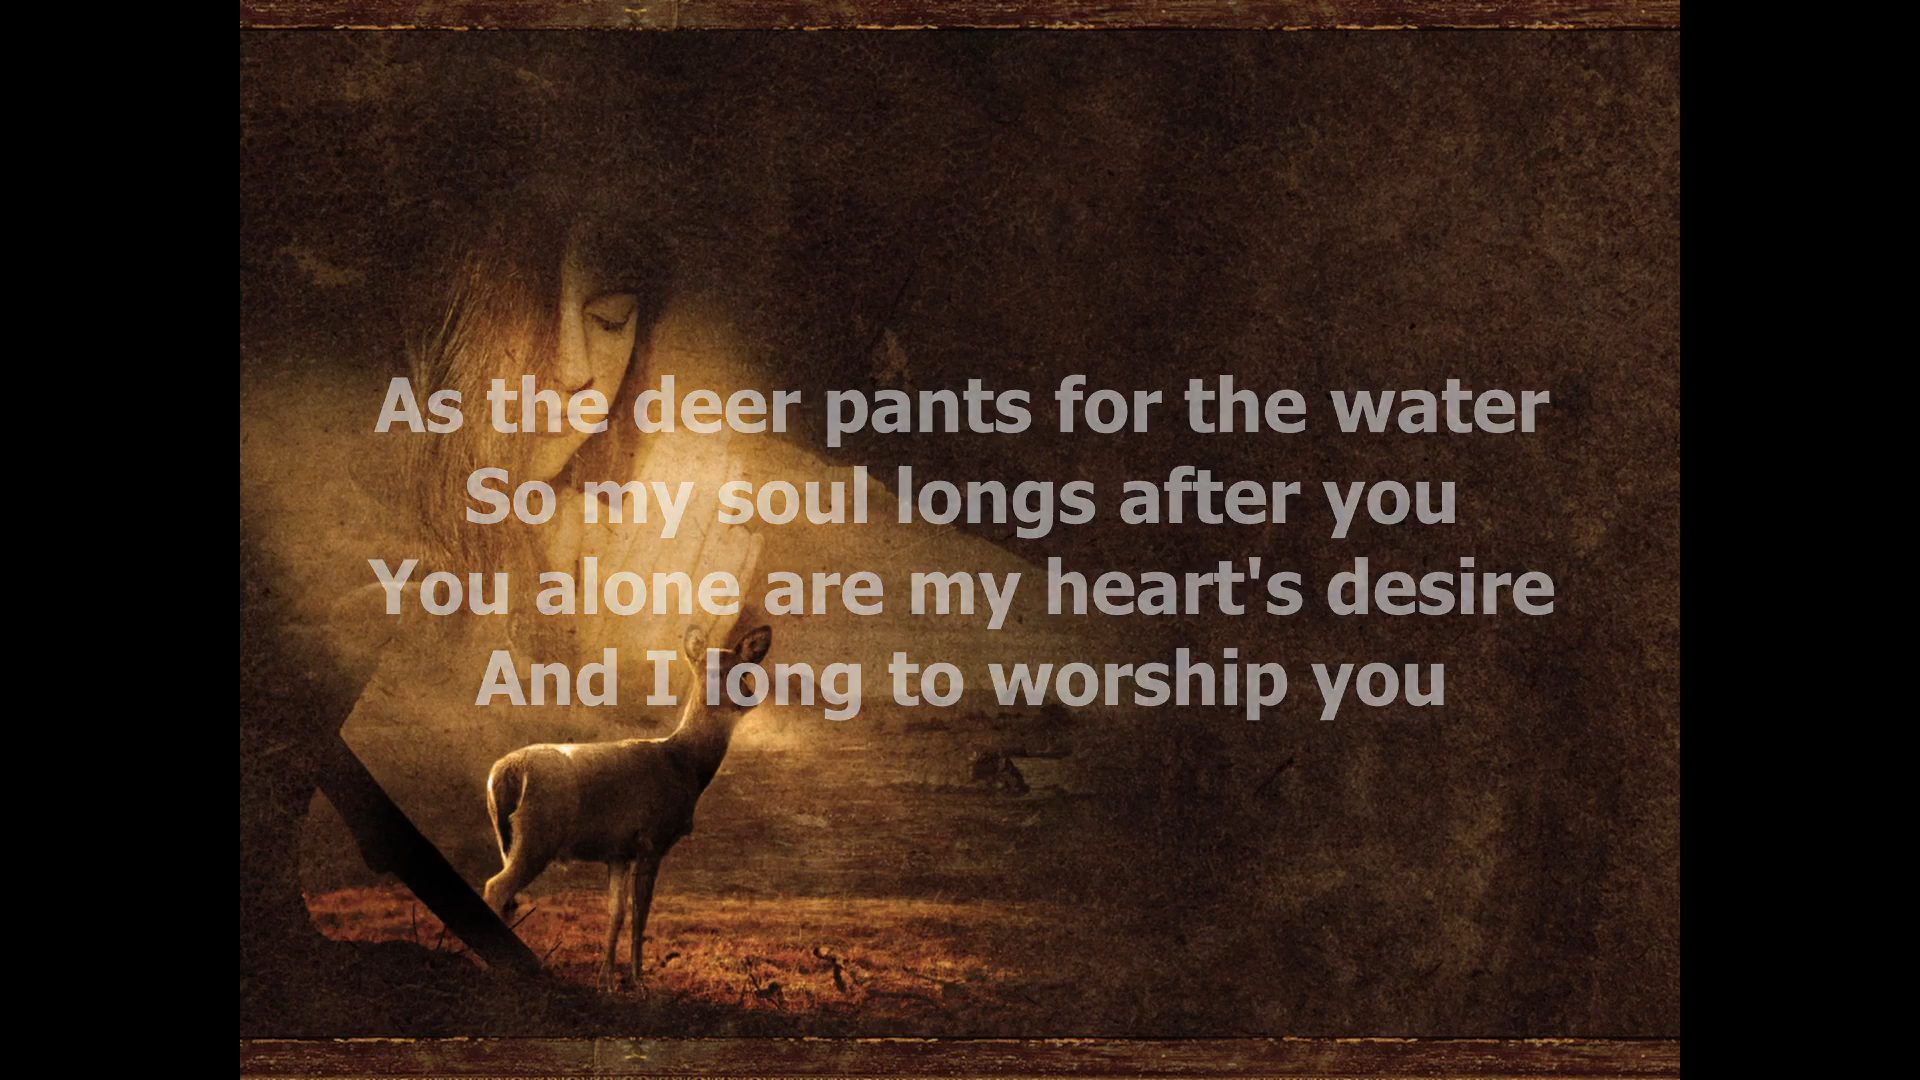 As the deer pants for the water
So my soul longs after you
You alone are my heart's desire
And I long to worship you